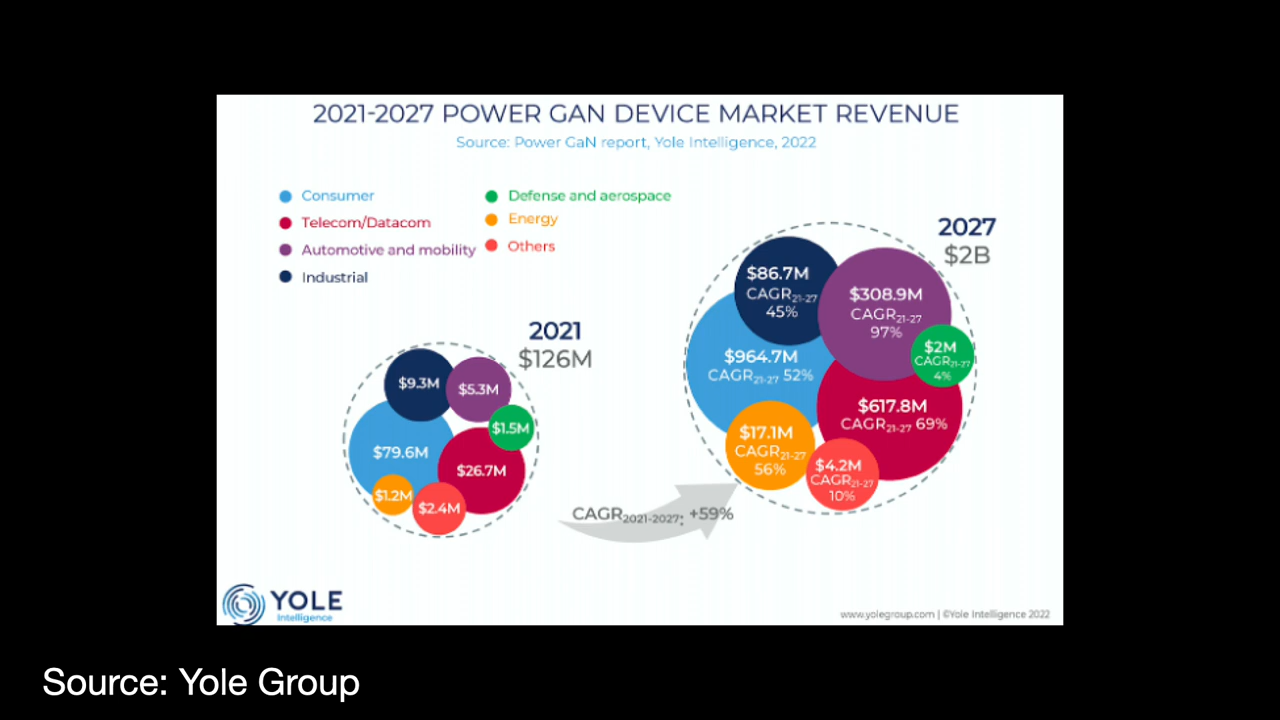 2021-2027 POWER GAN DEVICE MARKET REVENUE
Source: Power GaN report, Yole Intelligence, 2022
Consumer
Telecom/Datacom
Automotive and mobility
Industrial
Defense and aerospace
Energy
Others
2021
$126M
$9.3M
$5.3M
$1.5M
$79.6M
$26.7M
$1.2M
$2.4M
CAGR2021-2027: +59%
2027
$2B
$86.7M
CAGR21-27
45%
$308.9M
CAGR21-27
97%
$2M
CAGR21-27
4%
$964.7M
CAGR21-27 52%
$617.8M
CAGR21-27 69%
$17.1M
CAGR21-27
56%
$4.2M
CAGR21-27
10%
YOLE
Intelligence
www.yolegroup.com | ©Yole Intelligence 2022
Source: Yole Group